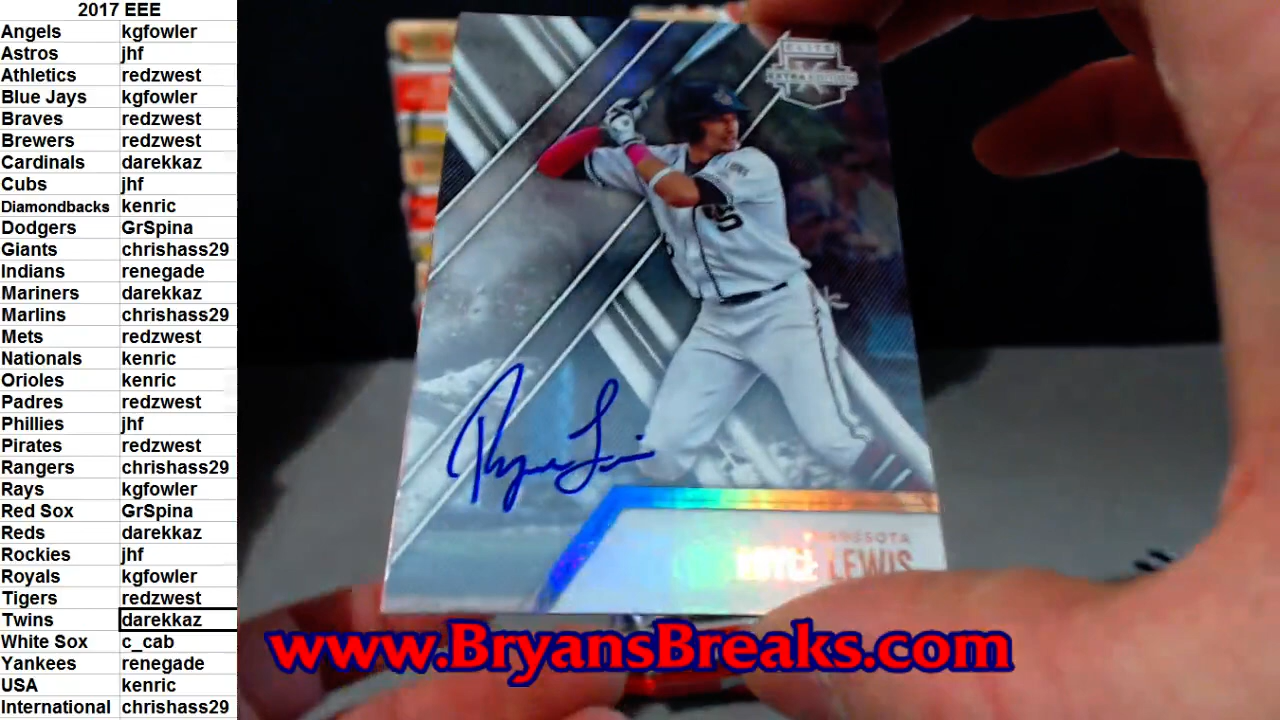 2017 EEE
Angels kgfowler
Astros jhf
Athletics redzwest
Blue Jays kgfowler
Braves redzwest
Brewers redzwest
Cardinals darekkaz
Cubs jhf
Diamondbacks kenric
Dodgers GrSpina
Giants chrishass29
Indians renegade
Mariners darekkaz
Marlins chrishass29
Mets redzwest
Nationals kenric
Orioles kenric
Padres redzwest
Phillies jhf
Pirates redzwest
Rangers chrishass29
Rays kgfowler
Red Sox GrSpina
Reds darekkaz
Rockies jhf
Royals kgfowler
Tigers redzwest
Twins darekkaz
White Sox c_cab
Yankees renegade
USA kenric
International chrishass29
ELITE
EXTRA EDITION
Royce Lewis
MINNESOTA
ROYCE LEWIS
www.BryansBreaks.com